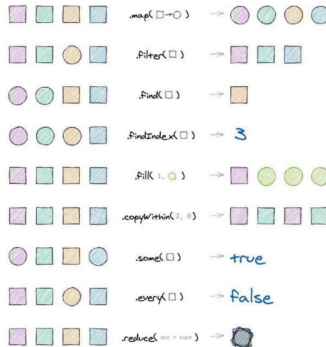 .map( □→○ ) →
.filter( □ ) →
.find( □ ) →
.findIndex( □ ) → 3
.fill( 1, ○ ) →
.copyWithin( 2, 0 ) →
.some( □ ) → true
.every( □ ) → false
.reduce( acc + curr ) →